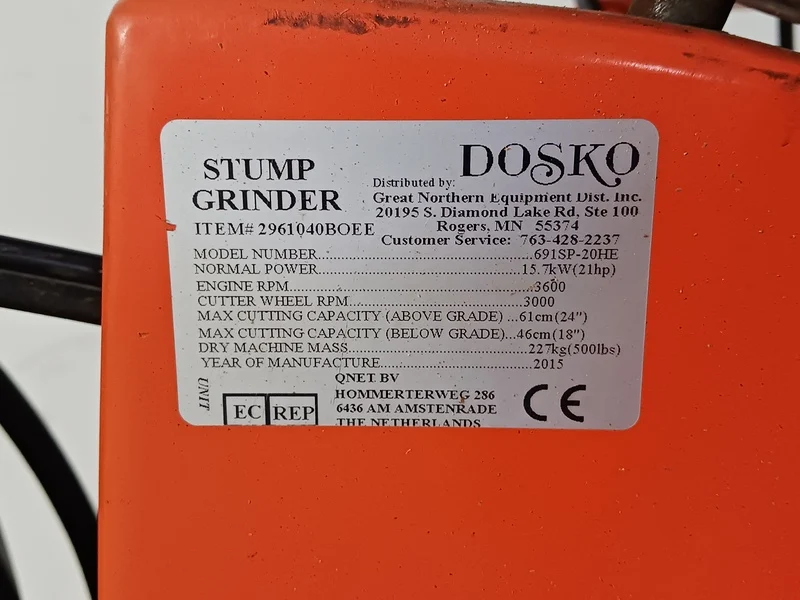 STUMP
GRINDER
ITEM# 2961040BOEE
DOSKO
Distributed by:
Great Northern Equipment Dist. Inc.
20195 S. Diamond Lake Rd. Ste 100
Rogers, MN 55374
Customer Service: 763-428-2237
MODEL NUMBER...691SP-20HE
NORMAL POWER...15.7kW(21hp)
ENGINE RPM...3600
CUTTER WHEEL RPM...3000
MAX CUTTING CAPACITY (ABOVE GRADE)...61cm(24")
MAX CUTTING CAPACITY (BELOW GRADE)...46cm(18")
DRY MACHINE MASS...227kg(500lbs)
YEAR OF MANUFACTURE...2015
UNIT
EC REP
QNET BV
HOMMERTERWEG 286
6436 AM AMSTENRADE
THE NETHERLANDS
CE